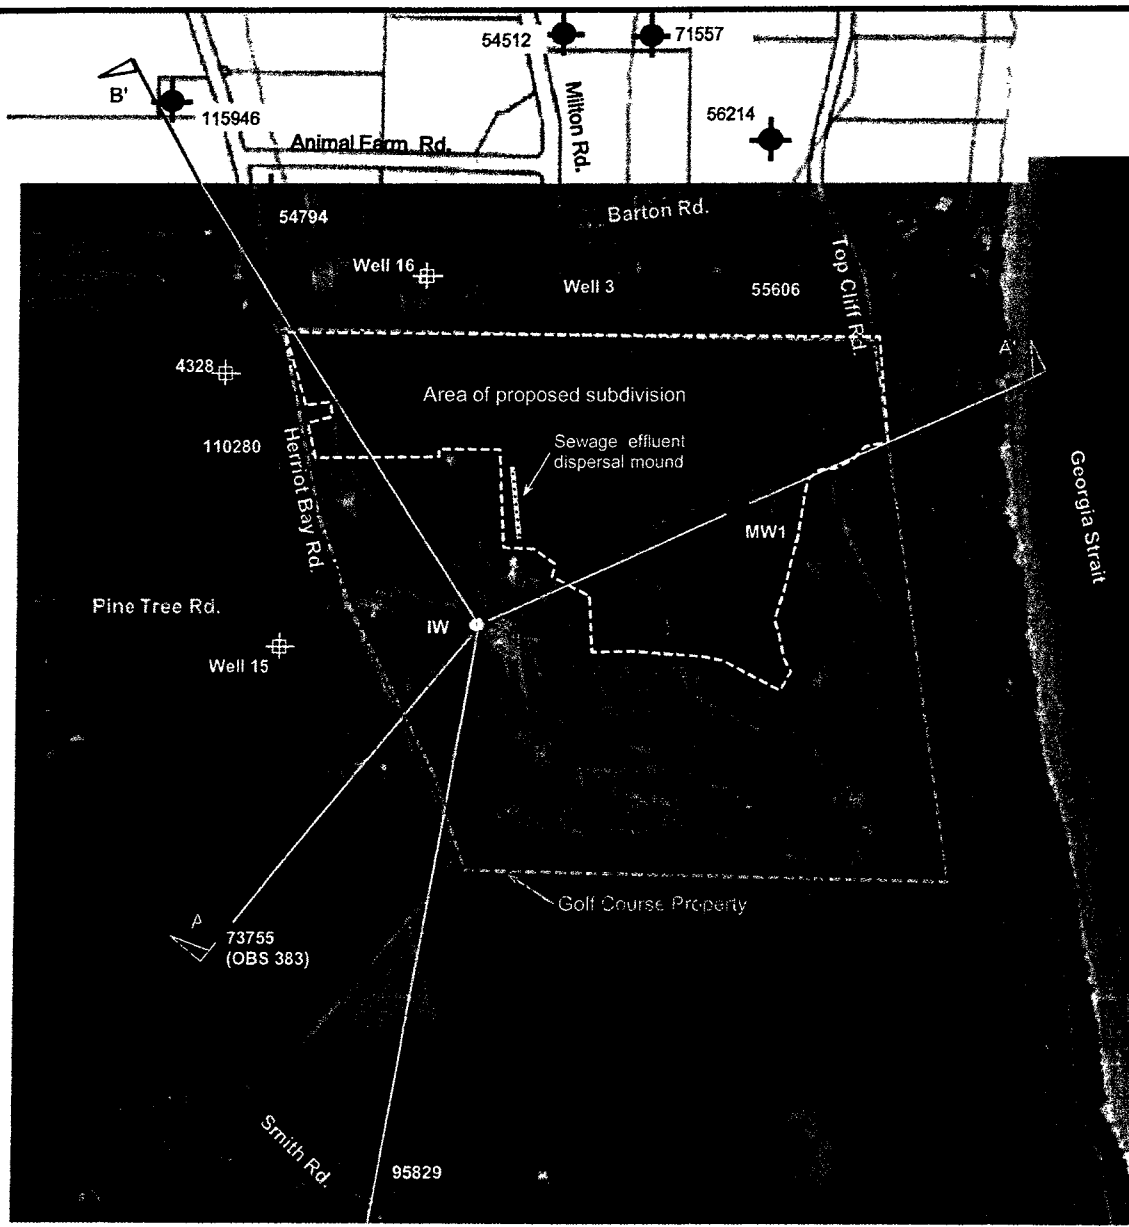 54512
71557
B'
115946
Milton Rd.
56214
Animal Farm Rd.
54794
Barton Rd.
Well 16
Well 3
55606
Top Cliff Rd.
A'
4328
Area of proposed subdivision
110280
Herriot Bay Rd.
Sewage effluent
dispersal mound
Georgia Strait
MW1
Pine Tree Rd.
IW
Well 15
Golf Course Property
A
73755
(OBS 383)
Smith Rd.
95829